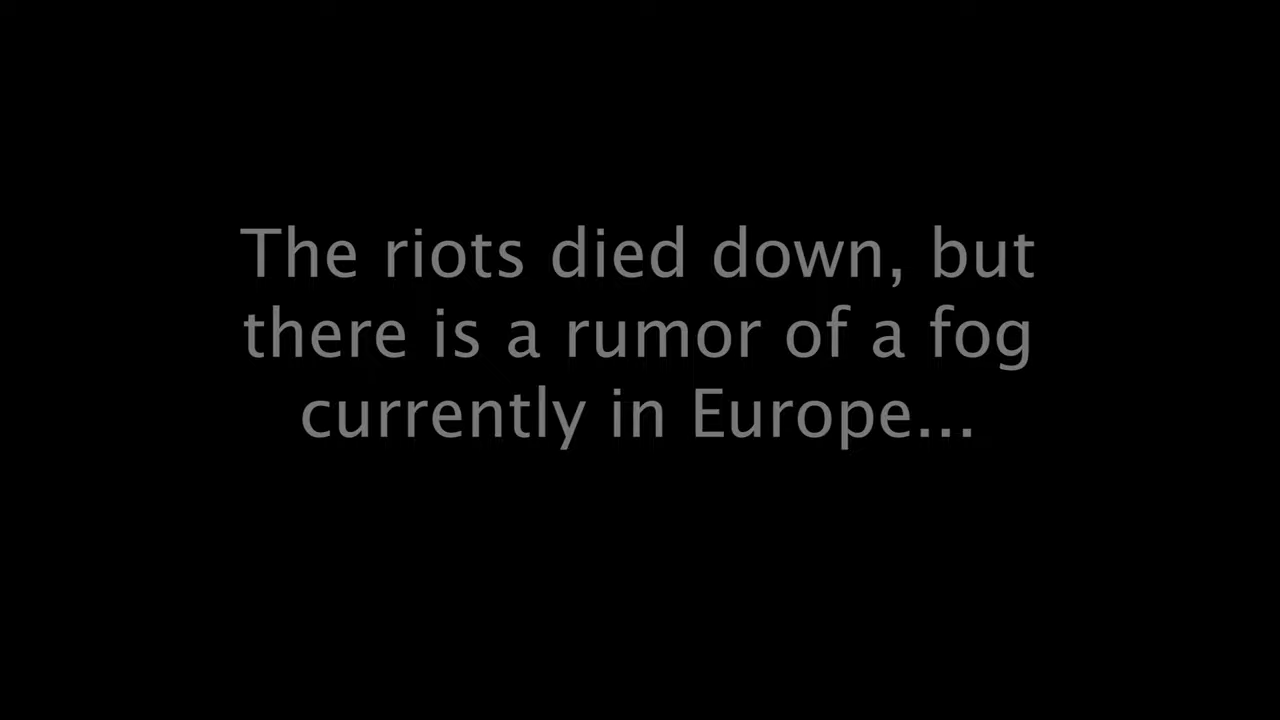 The riots died down, but
there is a rumor of a fog
currently in Europe...